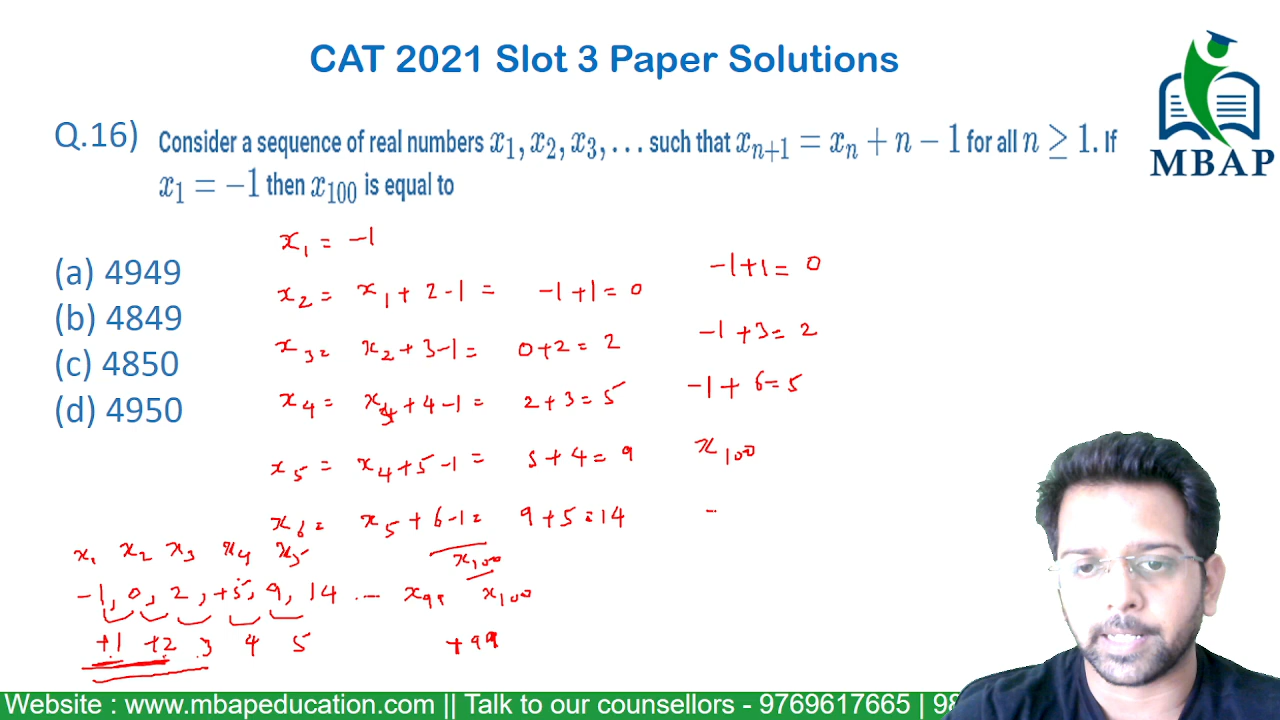 CAT 2021 Slot 3 Paper Solutions
MBAP
Q.16) Consider a sequence of real numbers x₁, x₂, x₃, … such that xₙ₊₁ = xₙ + n − 1 for all n ≥ 1. If
x₁ = −1 then x₁₀₀ is equal to
(a) 4949
(b) 4849
(c) 4850
(d) 4950
x₁ = −1
x₂ = x₁ + 2 - 1 = -1 + 1 = 0
-1 + 1 = 0
x₃ = x₂ + 3 - 1 = 0 + 2 = 2
-1 + 3 = 2
x₄ = + 4 - 1 = 2 + 3 = 5
-1 + 6 = 5
x₅ = x₄ + 5 - 1 = 5 + 4 = 9
x₁₀₀
x₆ = x₅ + 6 - 1 = 9 + 5 = 14
-
x₁ x₂ x₃ x₄ x₅
x₁₀₀
-1, 0, 2, +5, 9, 14 .... x₉₉ x₁₀₀
+1 +2 3 4 5 +99
Website : www.mbapeducation.com || Talk to our counsellors - 9769617665 | 98